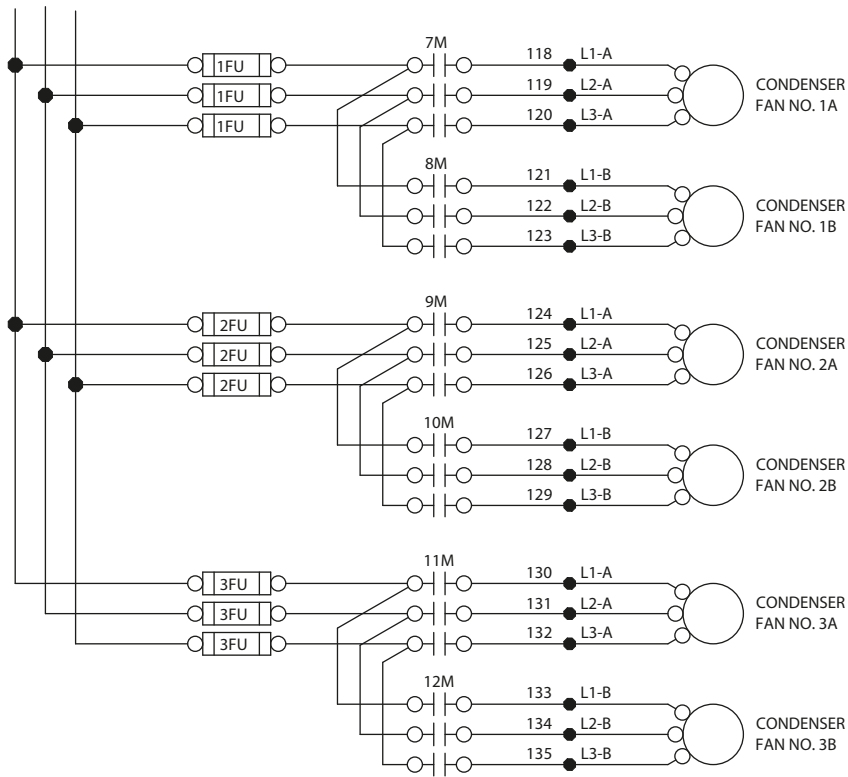 7M
1FU 118 L1-A
1FU 119 L2-A
1FU 120 L3-A
CONDENSER
FAN NO. 1A
8M
121 L1-B
122 L2-B
123 L3-B
CONDENSER
FAN NO. 1B
9M
2FU 124 L1-A
2FU 125 L2-A
2FU 126 L3-A
CONDENSER
FAN NO. 2A
10M
127 L1-B
128 L2-B
129 L3-B
CONDENSER
FAN NO. 2B
11M
3FU 130 L1-A
3FU 131 L2-A
3FU 132 L3-A
CONDENSER
FAN NO. 3A
12M
133 L1-B
134 L2-B
135 L3-B
CONDENSER
FAN NO. 3B